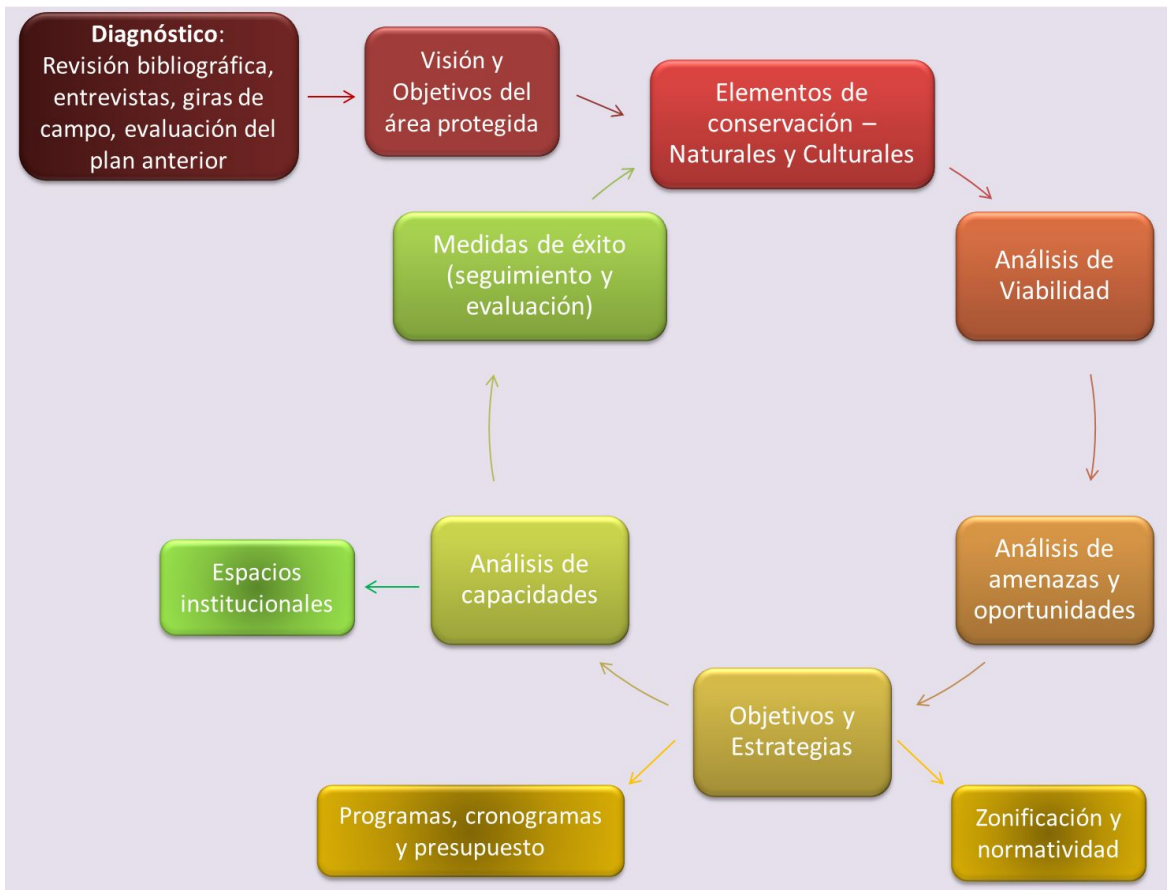 Diagnóstico:
Revisión bibliográfica,
entrevistas, giras de
campo, evaluación del
plan anterior
Visión y
Objetivos del
área protegida
Elementos de
conservación –
Naturales y Culturales
Medidas de éxito
(seguimiento y
evaluación)
Análisis de
Viabilidad
Espacios
institucionales
Análisis de
capacidades
Análisis de
amenazas y
oportunidades
Objetivos y
Estrategias
Programas, cronogramas
y presupuesto
Zonificación y
normatividad